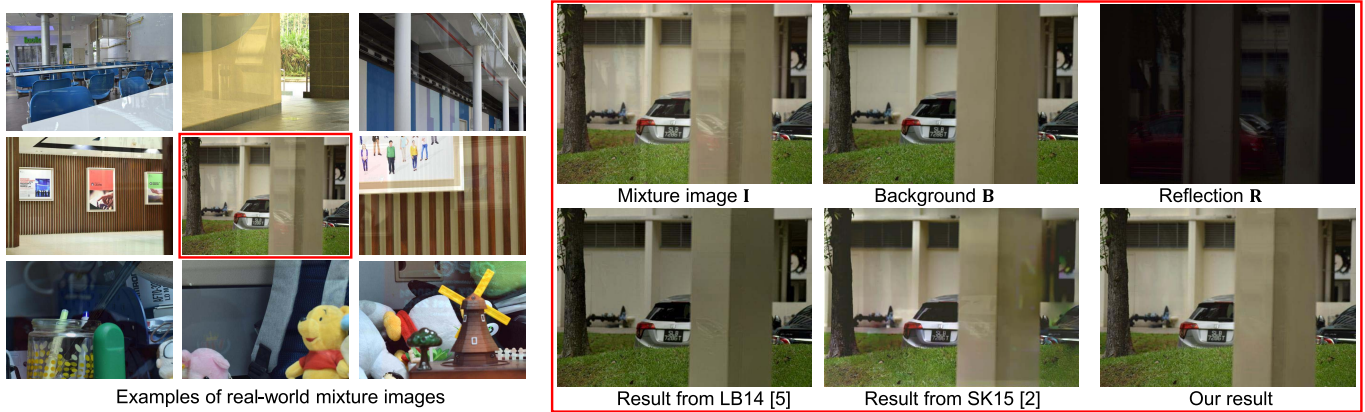 Mixture image I
Background B
Reflection R
Result from LB14 [5]
Result from SK15 [2]
Our result
Examples of real-world mixture images